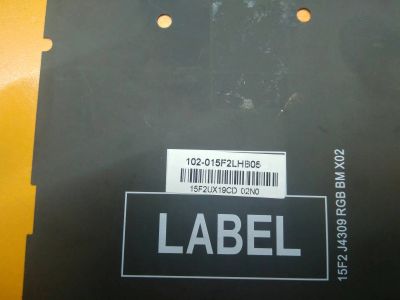 102-015F2LHB05
15F2UX19CD 02N0
LABEL
15F2 J4309 RGB BM X02